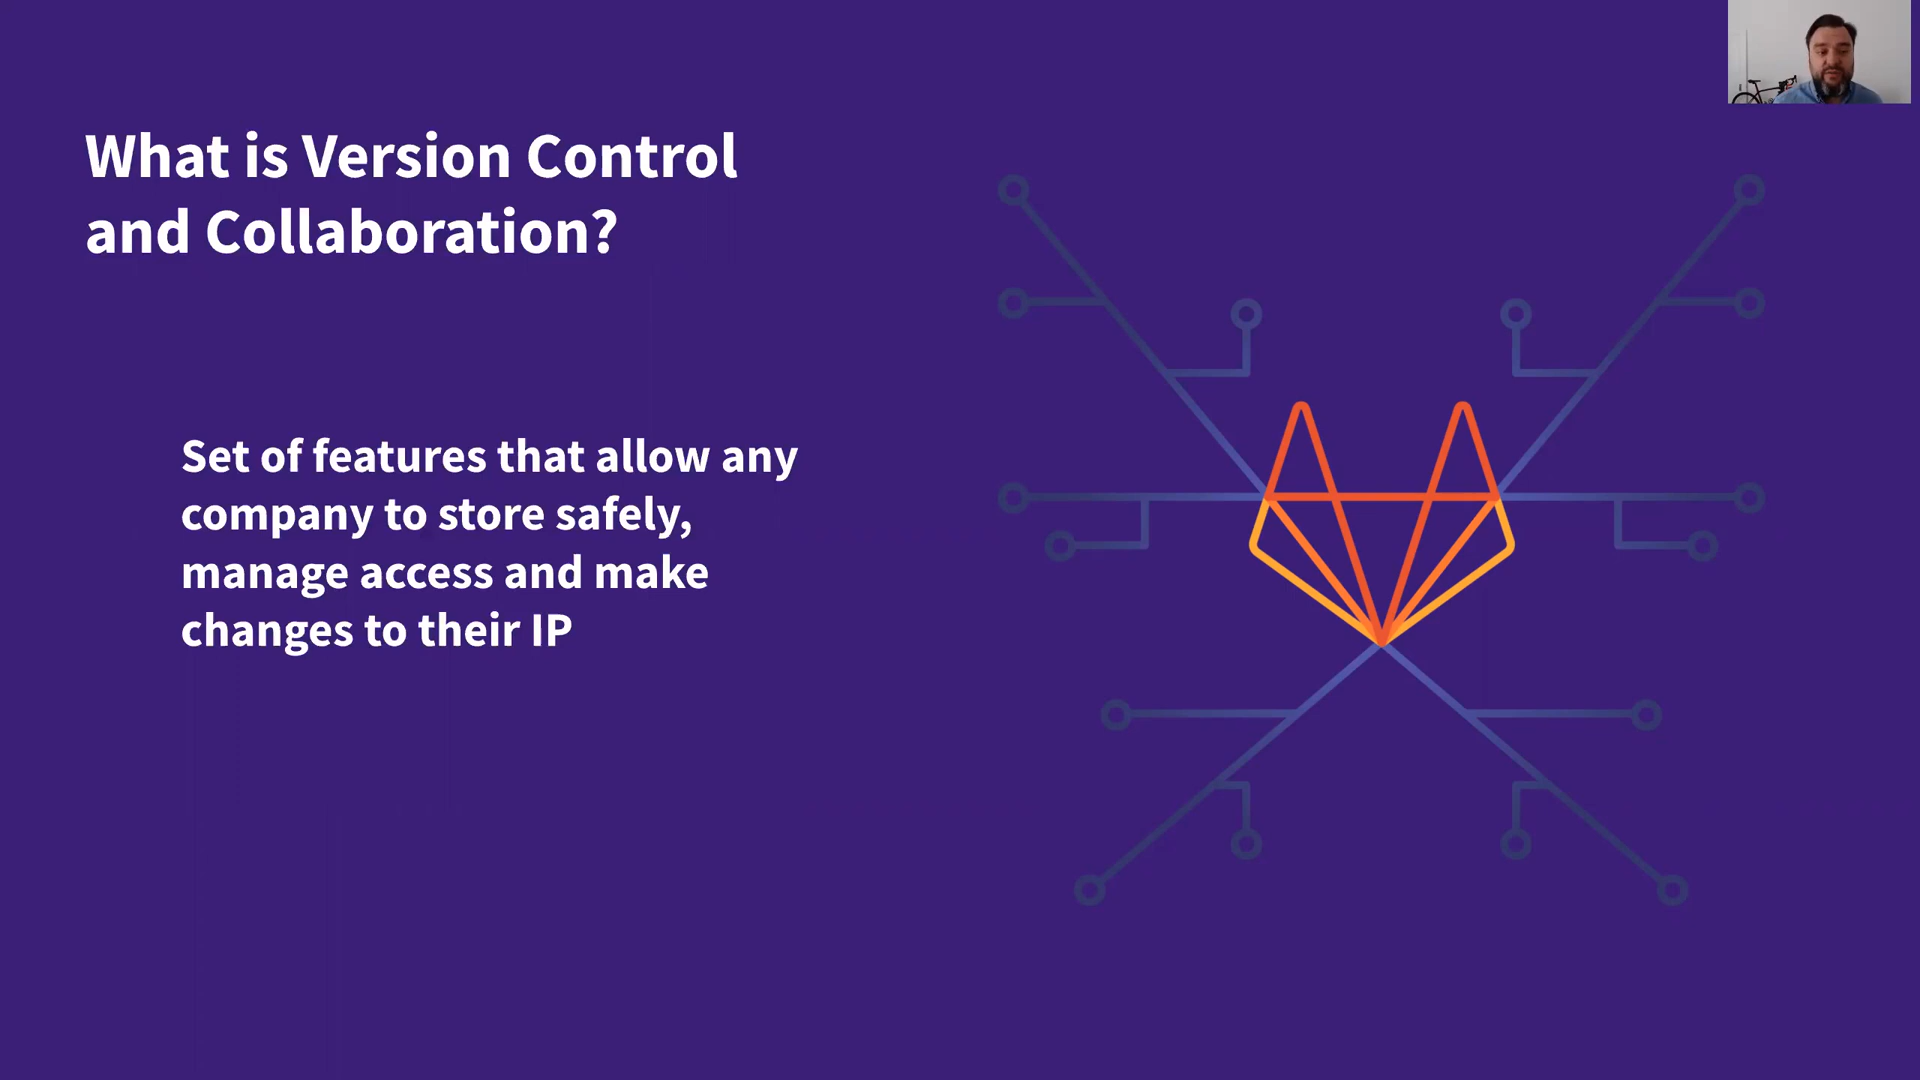 What is Version Control
and Collaboration?
Set of features that allow any
company to store safely,
manage access and make
changes to their IP